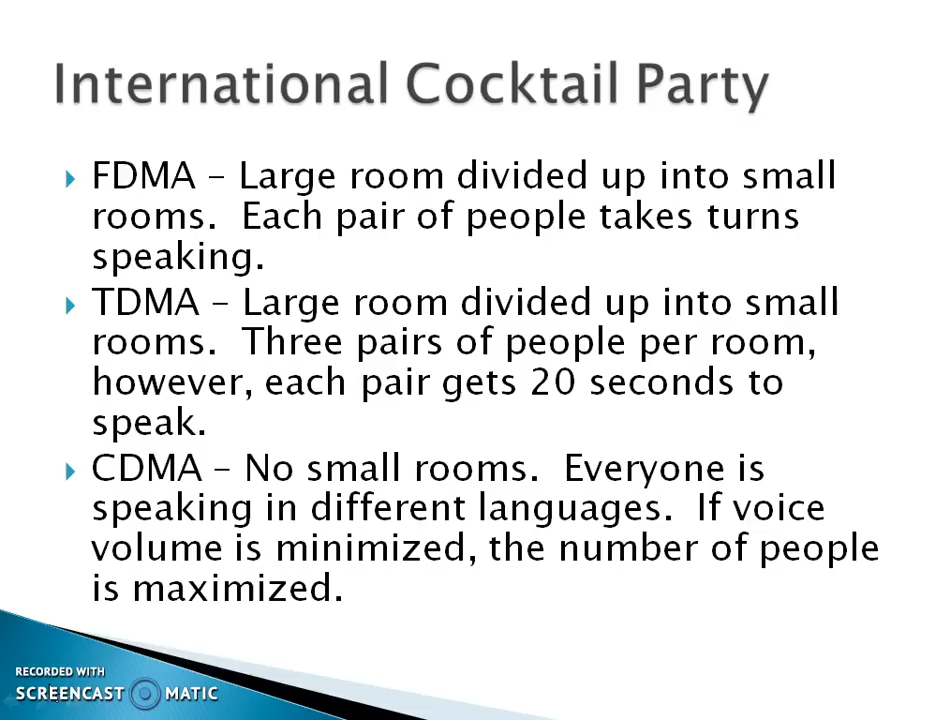 International Cocktail Party
FDMA – Large room divided up into small
rooms.  Each pair of people takes turns
speaking.
TDMA – Large room divided up into small
rooms.  Three pairs of people per room,
however, each pair gets 20 seconds to
speak.
CDMA – No small rooms.  Everyone is
speaking in different languages.  If voice
volume is minimized, the number of people
is maximized.
RECORDED WITH
SCREENCAST MATIC